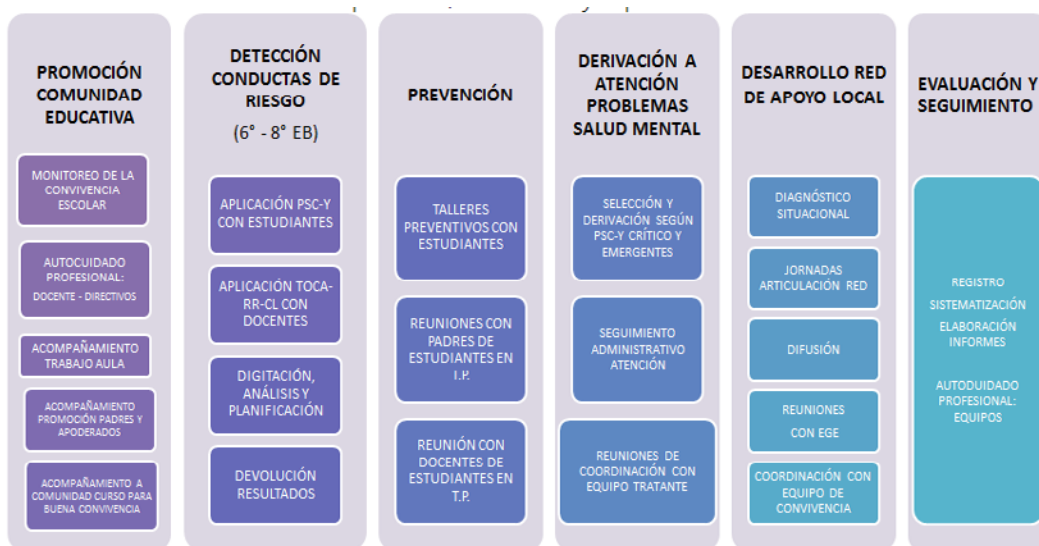 PROMOCIÓN
COMUNIDAD
EDUCATIVA
MONITOREO DE LA
CONVIVENCIA
ESCOLAR
AUTOCUIDADO
PROFESIONAL:
DOCENTE - DIRECTIVOS
ACOMPAÑAMIENTO
TRABAJO AULA
ACOMPAÑAMIENTO
PROMOCIÓN PADRES Y
APODERADOS
ACOMPAÑAMIENTO A
COMUNIDAD CURSO PARA
BUENA CONVIVENCIA
DETECCIÓN
CONDUCTAS DE
RIESGO
(6° - 8° EB)
APLICACIÓN PSC-Y
CON ESTUDIANTES
APLICACIÓN TOCA-
RR-CL CON
DOCENTES
DIGITACIÓN,
ANÁLISIS Y
PLANIFICACIÓN
DEVOLUCIÓN
RESULTADOS
PREVENCIÓN
TALLERES
PREVENTIVOS CON
ESTUDIANTES
REUNIONES CON
PADRES DE
ESTUDIANTES EN
I.P.
REUNIÓN CON
DOCENTES DE
ESTUDIANTES EN
T.P.
DERIVACIÓN A
ATENCIÓN
PROBLEMAS
SALUD MENTAL
SELECCIÓN Y
DERIVACIÓN SEGÚN
PSC-Y CRÍTICO Y
EMERGENTES
SEGUIMIENTO
ADMINISTRATIVO
ATENCIÓN
REUNIONES DE
COORDINACIÓN CON
EQUIPO TRATANTE
DESARROLLO RED
DE APOYO LOCAL
DIAGNÓSTICO
SITUACIONAL
JORNADAS
ARTICULACIÓN RED
DIFUSIÓN
REUNIONES
CON EGE
COORDINACIÓN CON
EQUIPO DE
CONVIVENCIA
EVALUACIÓN Y
SEGUIMIENTO
REGISTRO
SISTEMATIZACIÓN
ELABORACIÓN
INFORMES
AUTODUIDADO
PROFESIONAL:
EQUIPOS